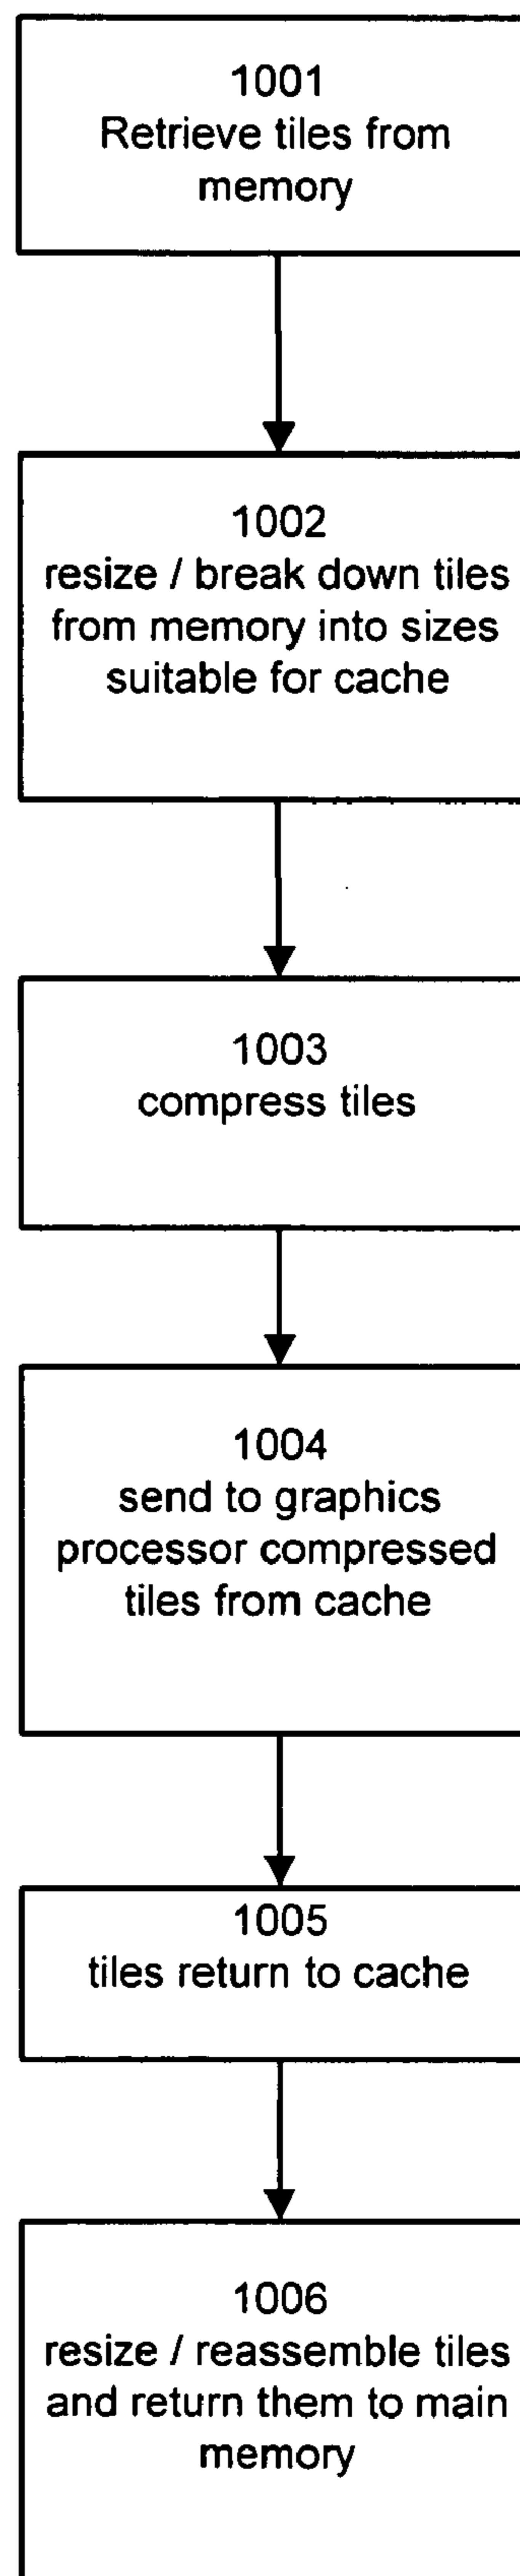 1001
Retrieve tiles from
memory
1002
resize / break down tiles
from memory into sizes
suitable for cache
1003
compress tiles
1004
send to graphics
processor compressed
tiles from cache
1005
tiles return to cache
1006
resize / reassemble tiles
and return them to main
memory